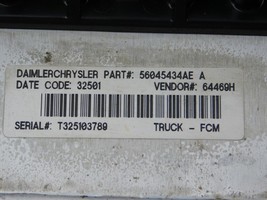 DAIMLERCHRYSLER PART#: 56045434AE A
DATE CODE: 32501 VENDOR#: 64469H
SERIAL#: T325103789 TRUCK - FCM